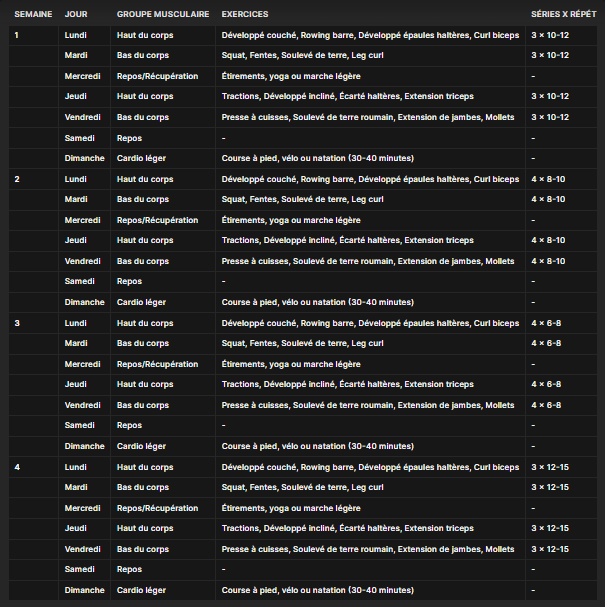 SEMAINE JOUR GROUPE MUSCULAIRE EXERCICES SÉRIES X RÉPÉT
1 Lundi Haut du corps Développé couché, Rowing barre, Développé épaules haltères, Curl biceps 3 × 10-12
Mardi Bas du corps Squat, Fentes, Soulevé de terre, Leg curl 3 × 10-12
Mercredi Repos/Récupération Étirements, yoga ou marche légère -
Jeudi Haut du corps Tractions, Développé incliné, Écarté haltères, Extension triceps 3 × 10-12
Vendredi Bas du corps Presse à cuisses, Soulevé de terre roumain, Extension de jambes, Mollets 3 × 10-12
Samedi Repos - -
Dimanche Cardio léger Course à pied, vélo ou natation (30-40 minutes) -
2 Lundi Haut du corps Développé couché, Rowing barre, Développé épaules haltères, Curl biceps 4 × 8-10
Mardi Bas du corps Squat, Fentes, Soulevé de terre, Leg curl 4 × 8-10
Mercredi Repos/Récupération Étirements, yoga ou marche légère -
Jeudi Haut du corps Tractions, Développé incliné, Écarté haltères, Extension triceps 4 × 8-10
Vendredi Bas du corps Presse à cuisses, Soulevé de terre roumain, Extension de jambes, Mollets 4 × 8-10
Samedi Repos - -
Dimanche Cardio léger Course à pied, vélo ou natation (30-40 minutes) -
3 Lundi Haut du corps Développé couché, Rowing barre, Développé épaules haltères, Curl biceps 4 × 6-8
Mardi Bas du corps Squat, Fentes, Soulevé de terre, Leg curl 4 × 6-8
Mercredi Repos/Récupération Étirements, yoga ou marche légère -
Jeudi Haut du corps Tractions, Développé incliné, Écarté haltères, Extension triceps 4 × 6-8
Vendredi Bas du corps Presse à cuisses, Soulevé de terre roumain, Extension de jambes, Mollets 4 × 6-8
Samedi Repos - -
Dimanche Cardio léger Course à pied, vélo ou natation (30-40 minutes) -
4 Lundi Haut du corps Développé couché, Rowing barre, Développé épaules haltères, Curl biceps 3 × 12-15
Mardi Bas du corps Squat, Fentes, Soulevé de terre, Leg curl 3 × 12-15
Mercredi Repos/Récupération Étirements, yoga ou marche légère -
Jeudi Haut du corps Tractions, Développé incliné, Écarté haltères, Extension triceps 3 × 12-15
Vendredi Bas du corps Presse à cuisses, Soulevé de terre roumain, Extension de jambes, Mollets 3 × 12-15
Samedi Repos - -
Dimanche Cardio léger Course à pied, vélo ou natation (30-40 minutes) -